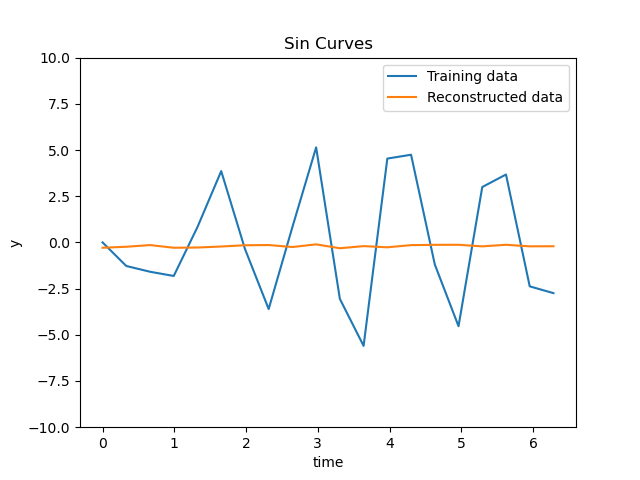 Sin Curves
Training data
Reconstructed data
10.0
7.5
5.0
2.5
0.0
−2.5
−5.0
−7.5
−10.0
y
0 1 2 3 4 5 6
time